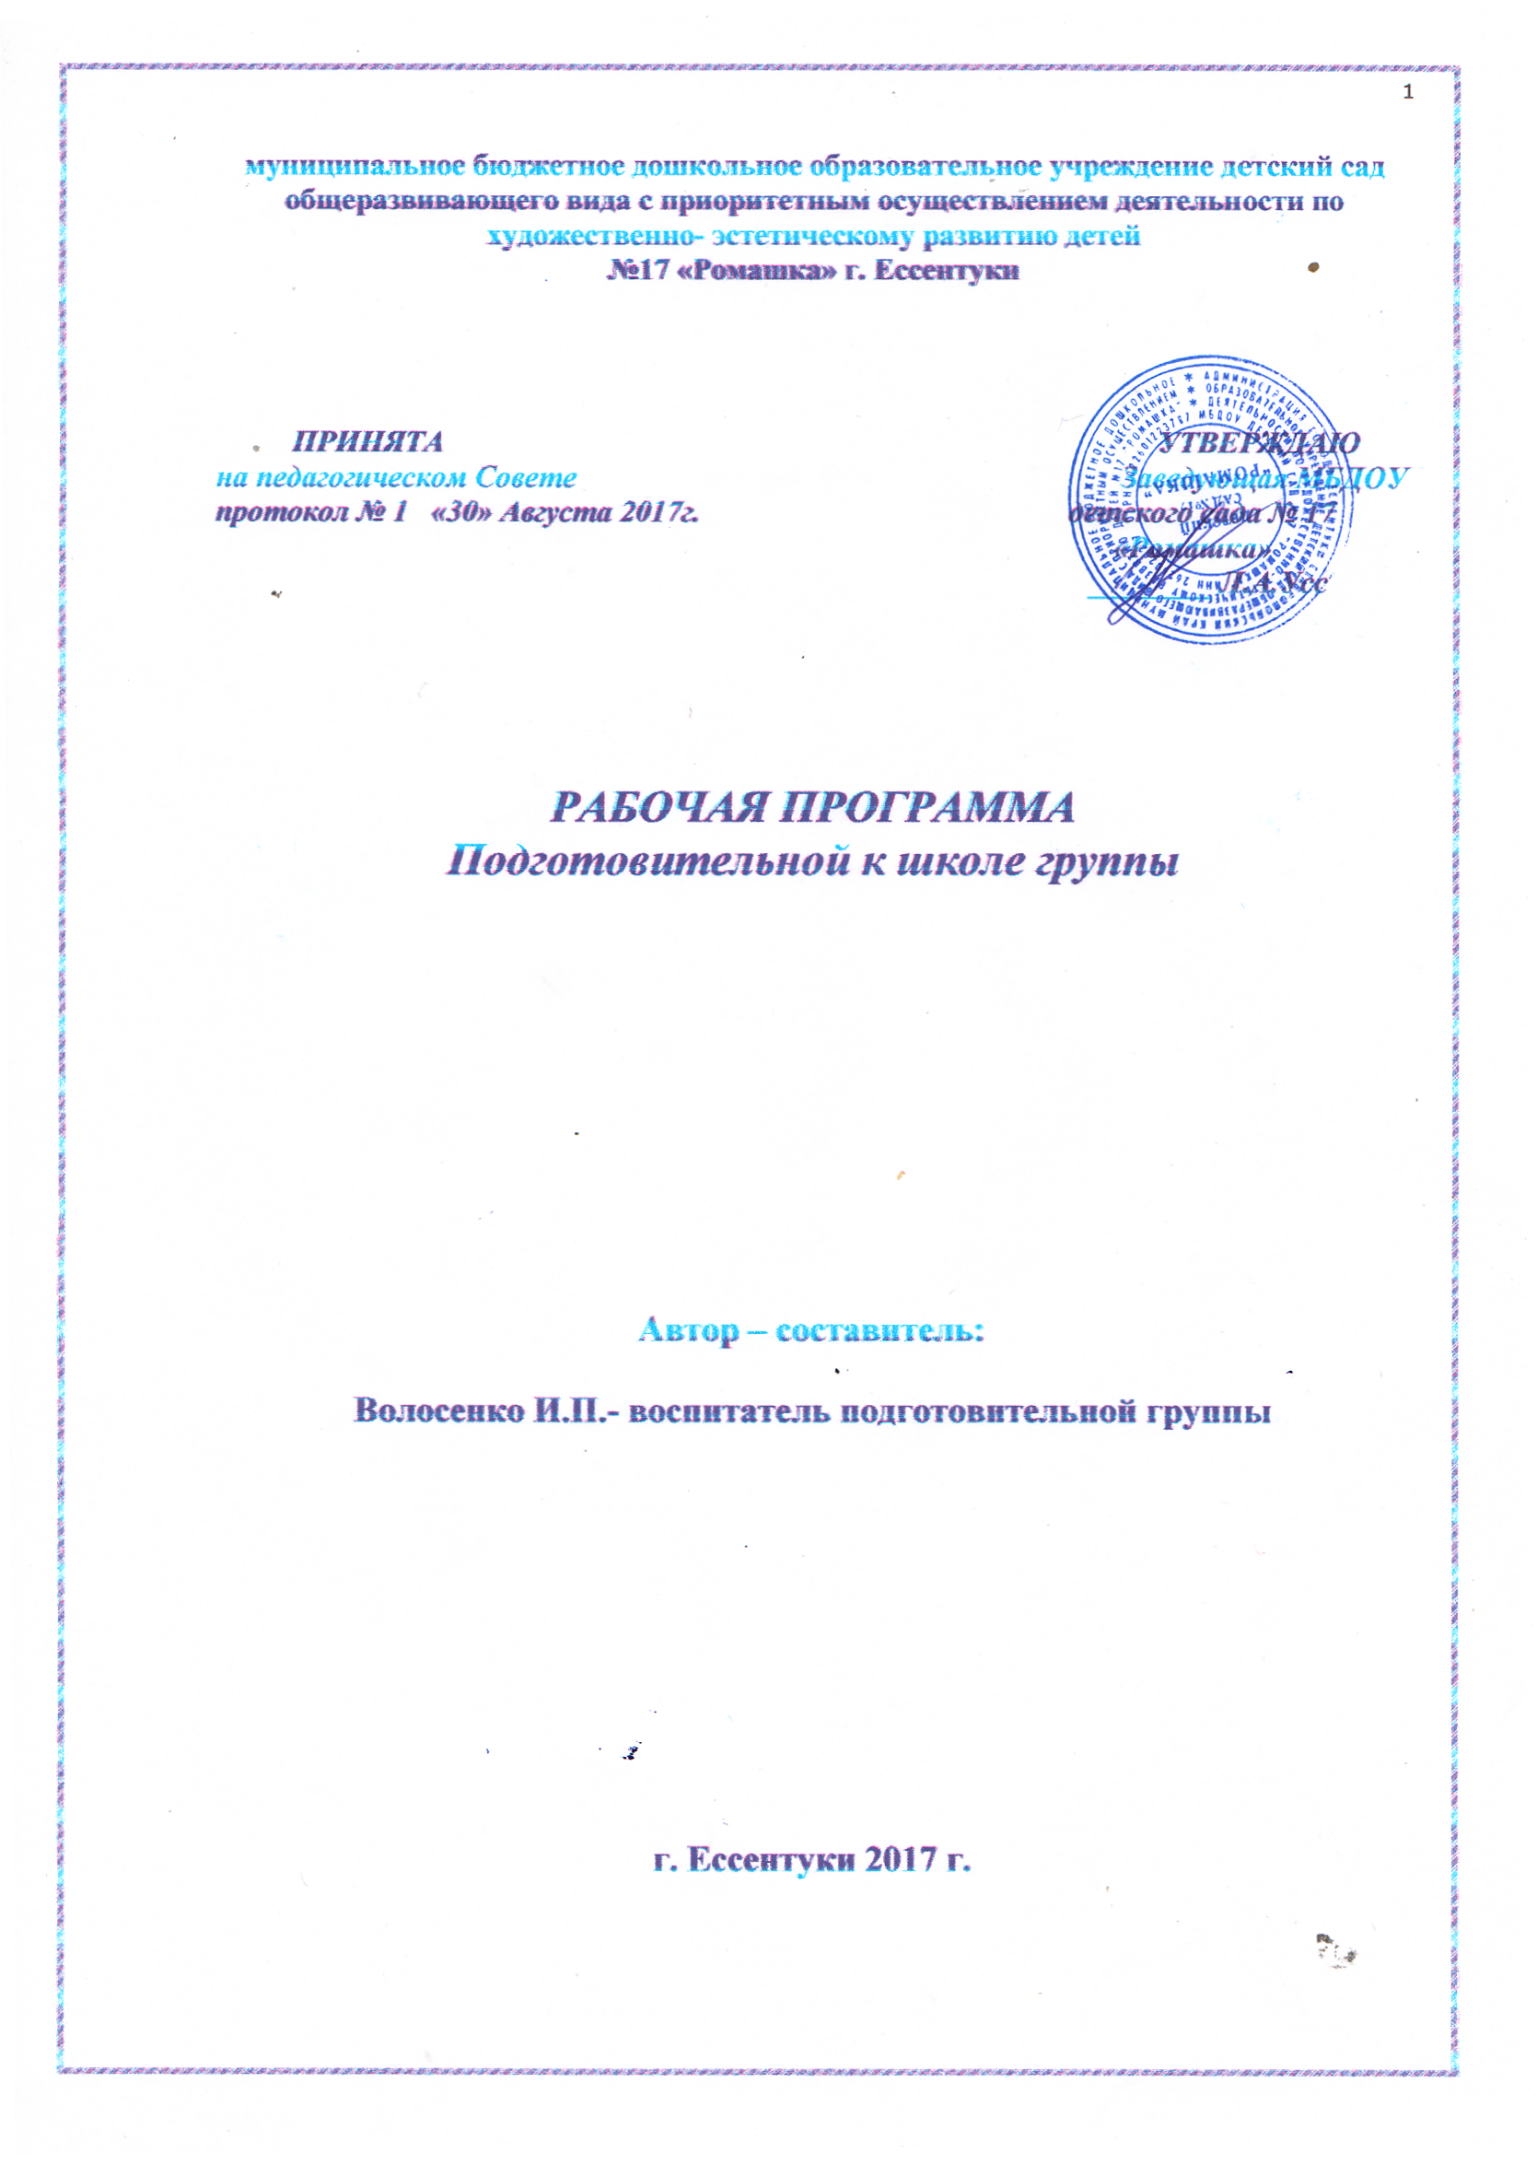 1
муниципальное бюджетное дошкольное образовательное учреждение детский сад
общеразвивающего вида с приоритетным осуществлением деятельности по
художественно- эстетическому развитию детей
№17 «Ромашка» г. Ессентуки
ПРИНЯТА
на педагогическом Совете
протокол № 1 «30» Августа 2017г.
УТВЕРЖДАЮ
Заведующая МБДОУ
детского сада № 17
«Ромашка»
Л.А.Усс
РАБОЧАЯ ПРОГРАММА
Подготовительной к школе группы
Автор – составитель:
Волосенко И.П.- воспитатель подготовительной группы
г. Ессентуки 2017 г.